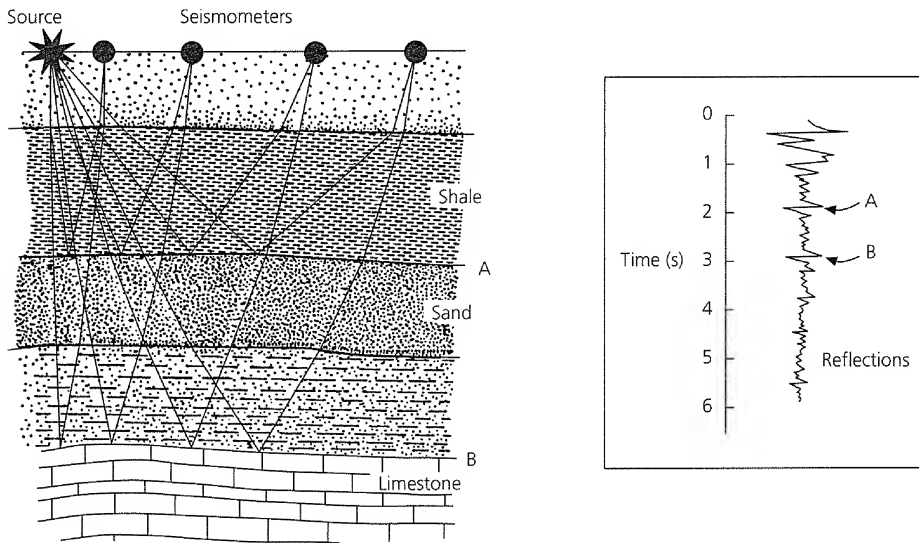 Source Seismometers
Shale
A
Sand
B
Limestone
0
1
A
2
B
Time (s) 3
4
5
Reflections
6